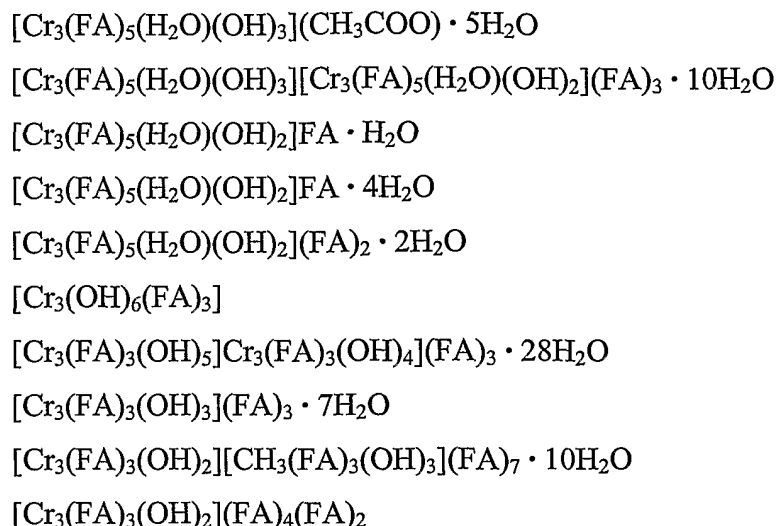 [Cr₃(FA)₅(H₂O)(OH)₃](CH₃COO) · 5H₂O
[Cr₃(FA)₅(H₂O)(OH)₃][Cr₃(FA)₅(H₂O)(OH)₂](FA)₃ · 10H₂O
[Cr₃(FA)₅(H₂O)(OH)₂]FA · H₂O
[Cr₃(FA)₅(H₂O)(OH)₂]FA · 4H₂O
[Cr₃(FA)₅(H₂O)(OH)₂](FA)₂ · 2H₂O
[Cr₃(OH)₆(FA)₃]
[Cr₃(FA)₃(OH)₅]Cr₃(FA)₃(OH)₄](FA)₃ · 28H₂O
[Cr₃(FA)₃(OH)₃](FA)₃ · 7H₂O
[Cr₃(FA)₃(OH)₂][CH₃(FA)₃(OH)₃](FA)₇ · 10H₂O
[Cr₃(FA)₃(OH)₂](FA)₄(FA)₂